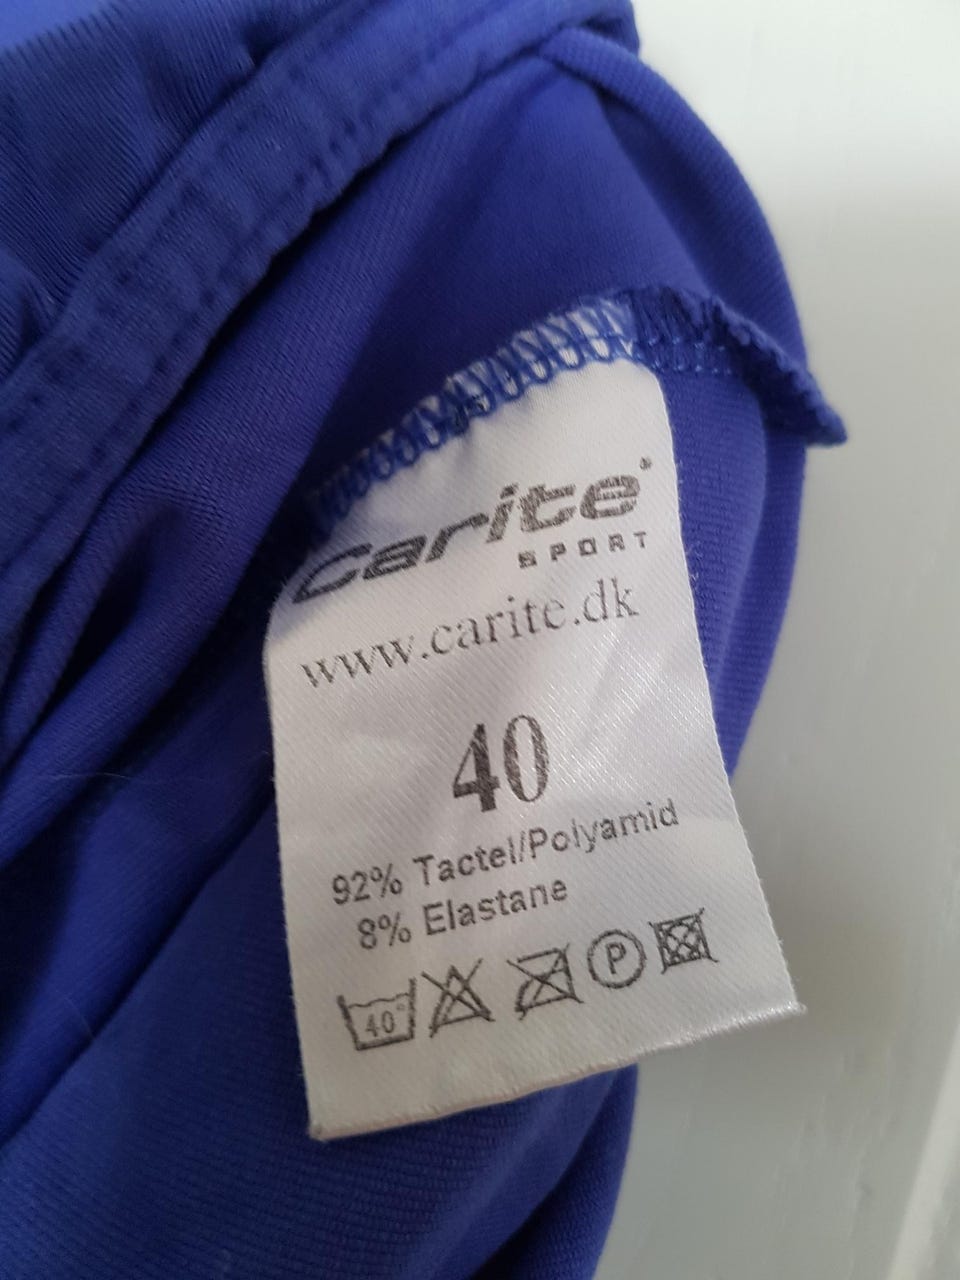 carite
SPORT
www.carite.dk
40
92% Tactel/Polyamid
8% Elastane
40°
P